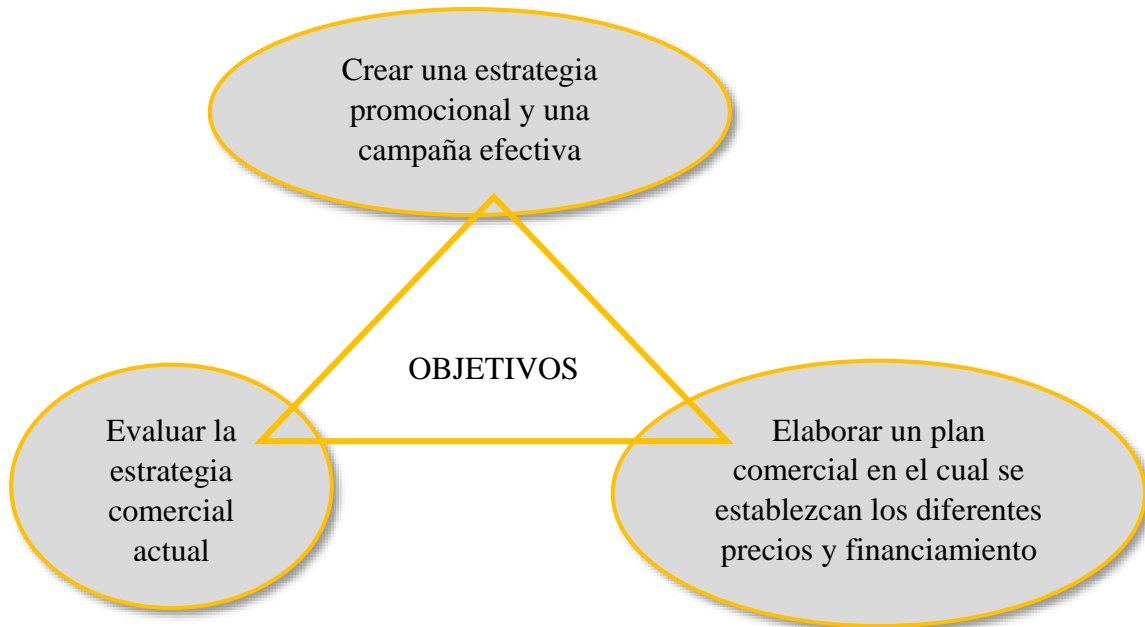 Crear una estrategia
promocional y una
campaña efectiva
OBJETIVOS
Evaluar la
estrategia
comercial
actual
Elaborar un plan
comercial en el cual se
establezcan los diferentes
precios y financiamiento